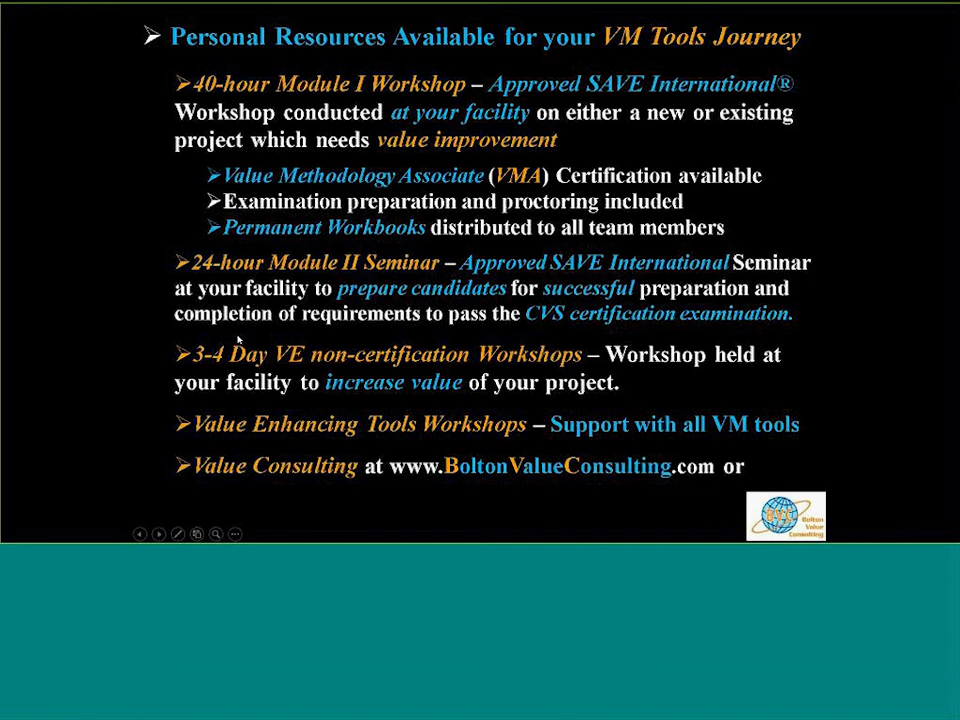 ➢ Personal Resources Available for your VM Tools Journey
➢40-hour Module I Workshop – Approved SAVE International®
Workshop conducted at your facility on either a new or existing
project which needs value improvement
➢Value Methodology Associate (VMA) Certification available
➢Examination preparation and proctoring included
➢Permanent Workbooks distributed to all team members
➢24-hour Module II Seminar – Approved SAVE International Seminar
at your facility to prepare candidates for successful preparation and
completion of requirements to pass the CVS certification examination.
➢3-4 Day VE non-certification Workshops – Workshop held at
your facility to increase value of your project.
➢Value Enhancing Tools Workshops – Support with all VM tools
➢Value Consulting at www.BoltonValueConsulting.com or
BVC
Bolton
Value
Consulting